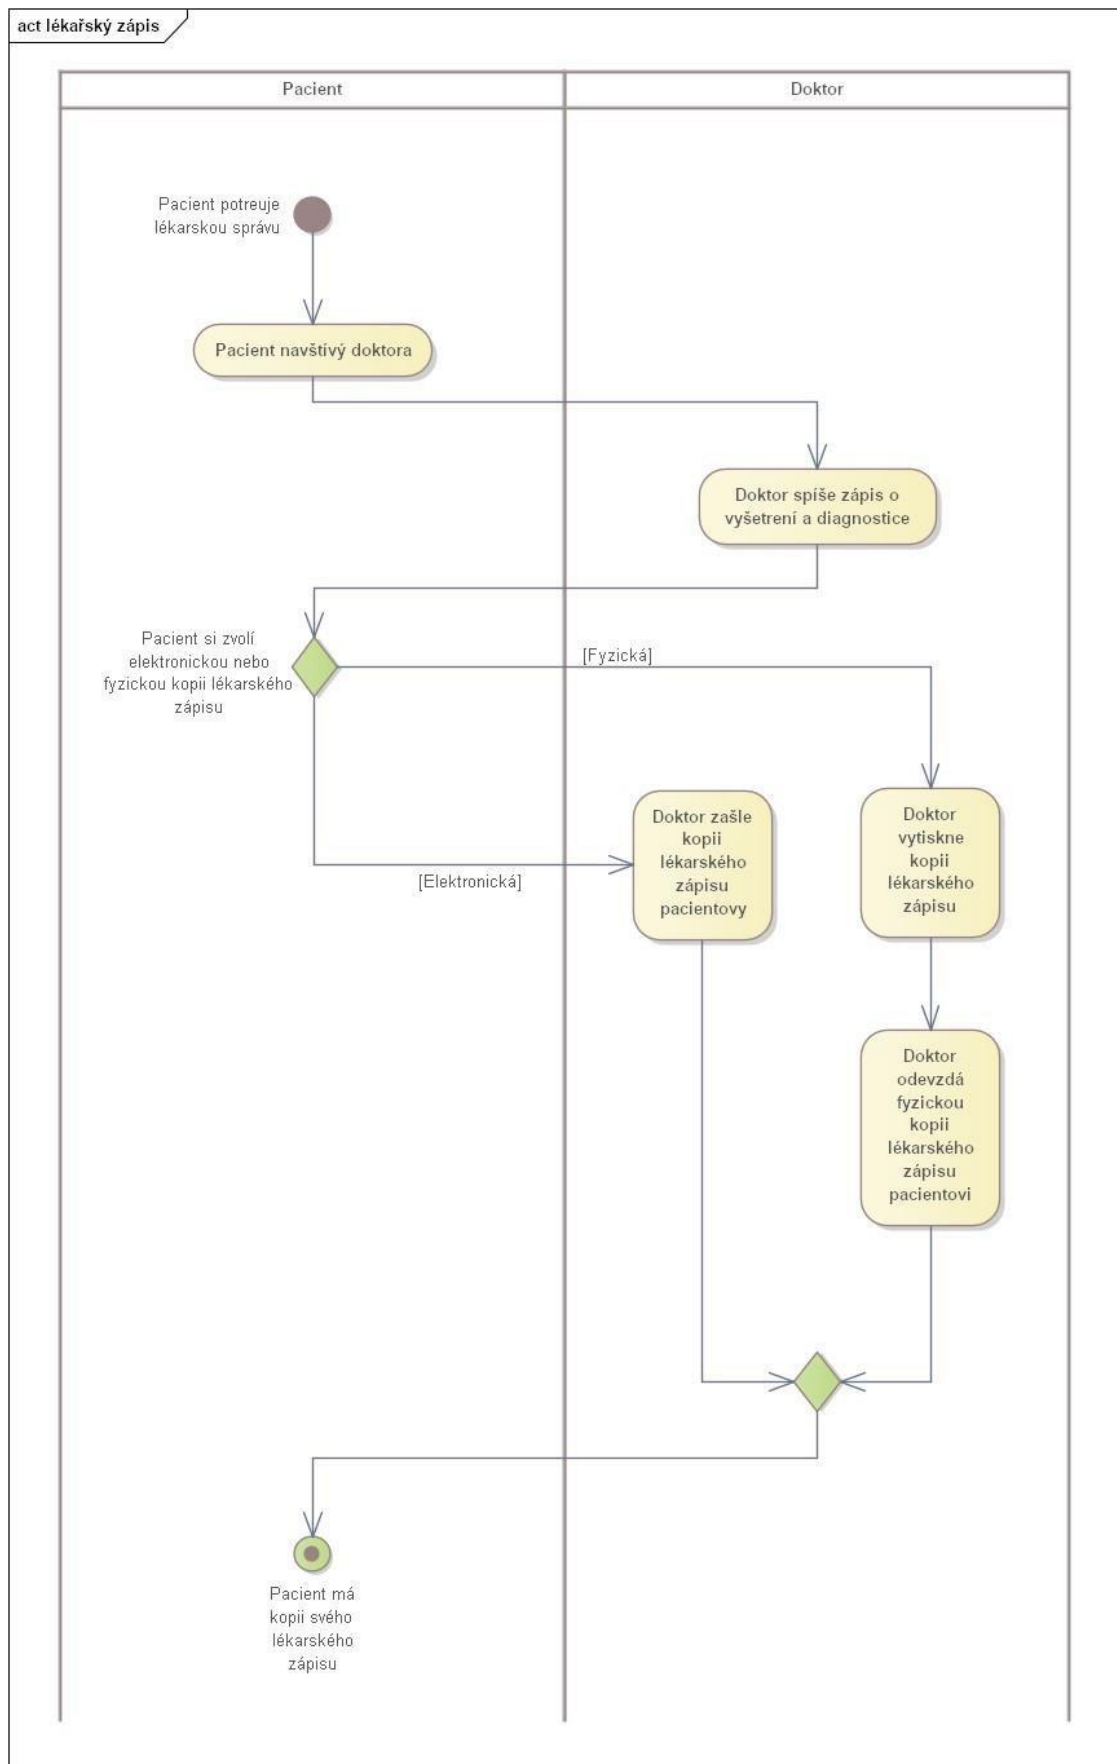 act lékařský zápis
Pacient
Doktor
Pacient potreuje
lékarskou správu
Pacient navštívý doktora
Doktor spíše zápis o
vyšetrení a diagnostice
Pacient si zvolí
elektronickou nebo
fyzickou kopii lékarského
zápisu
[Fyzická]
[Elektronická]
Doktor zašle
kopii
lékarského
zápisu
pacientovy
Doktor
vytiskne
kopii
lékarského
zápisu
Doktor
odevzdá
fyzickou
kopii
lékarského
zápisu
pacientovi
Pacient má
kopii svého
lékarského
zápisu